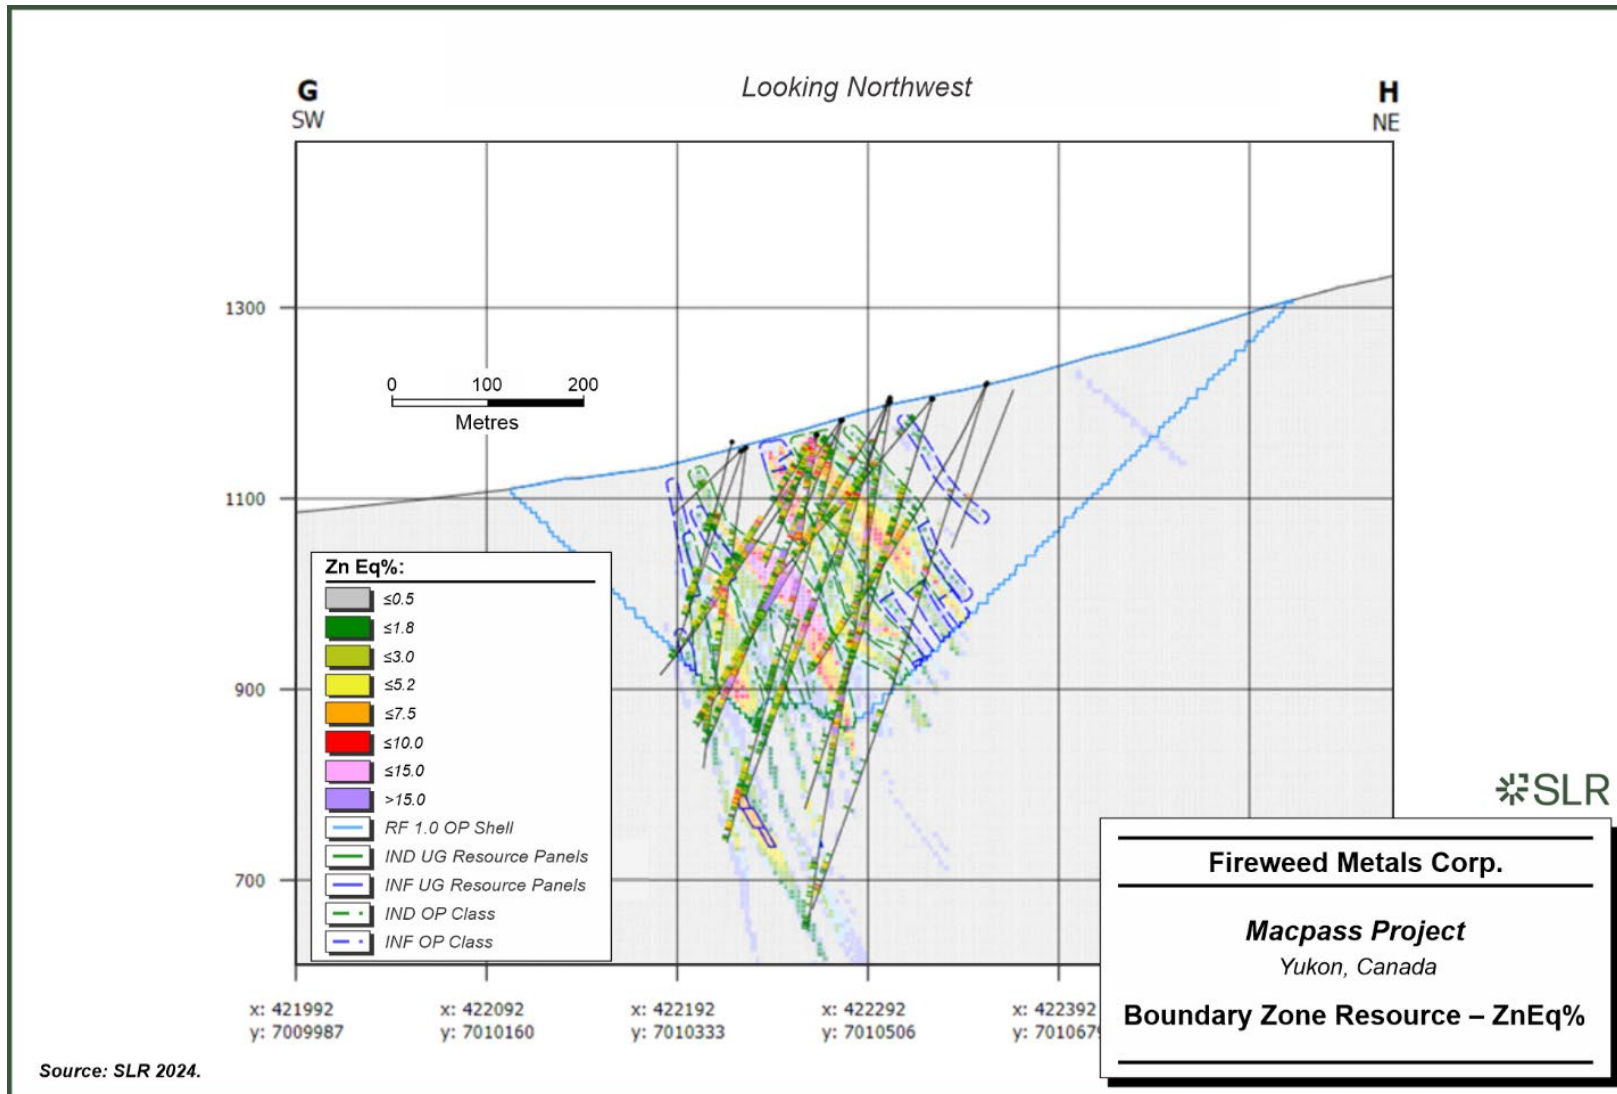 Looking Northwest
G
SW
H
NE
1300
1100
900
700
0 100 200
Metres
Zn Eq%:
≤0.5
≤1.8
≤3.0
≤5.2
≤7.5
≤10.0
≤15.0
>15.0
RF 1.0 OP Shell
IND UG Resource Panels
INF UG Resource Panels
IND OP Class
INF OP Class
x: 421992
y: 7009987
x: 422092
y: 7010160
x: 422192
y: 7010333
x: 422292
y: 7010506
x: 422392
y: 701067
SLR
Fireweed Metals Corp.
Macpass Project
Yukon, Canada
Boundary Zone Resource – ZnEq%
Source: SLR 2024.